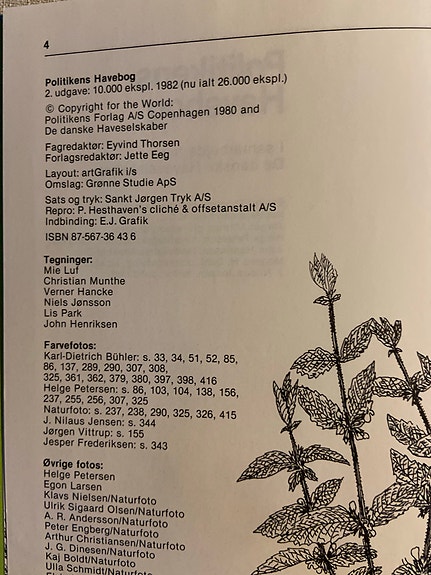 4
Politikens Havebog
2. udgave: 10.000 ekspl. 1982 (nu ialt 26.000 ekspl.)
© Copyright for the World:
Politikens Forlag A/S Copenhagen 1980 and
De danske Haveselskaber
Fagredaktør: Eyvind Thorsen
Forlagsredaktør: Jette Eeg
Layout: artGrafik i/s
Omslag: Grønne Studie ApS
Sats og tryk: Sankt Jørgen Tryk A/S
Repro: P. Hesthaven's cliché & offsetanstalt A/S
Indbinding: E.J. Grafik
ISBN 87-567-36 43 6
Tegninger:
Mie Luf
Christian Munthe
Verner Hancke
Niels Jønsson
Lis Park
John Henriksen
Farvefotos:
Karl-Dietrich Bühler: s. 33, 34, 51, 52, 85,
86, 137, 289, 290, 307, 308,
325, 361, 362, 379, 380, 397, 398, 416
Helge Petersen: s. 86, 103, 104, 138, 156,
237, 255, 256, 307, 325
Naturfoto: s. 237, 238, 290, 325, 326, 415
J. Nilaus Jensen: s. 344
Jørgen Vittrup: s. 155
Jesper Frederiksen: s. 343
Øvrige fotos:
Helge Petersen
Egon Larsen
Klavs Nielsen/Naturfoto
Ulrik Sigaard Olsen/Naturfoto
A. R. Andersson/Naturfoto
Peter Engberg/Naturfoto
Arthur Christiansen/Naturfoto
J. G. Dinesen/Naturfoto
Kaj Boldt/Naturfoto
Ulla Schmidt/Naturfoto